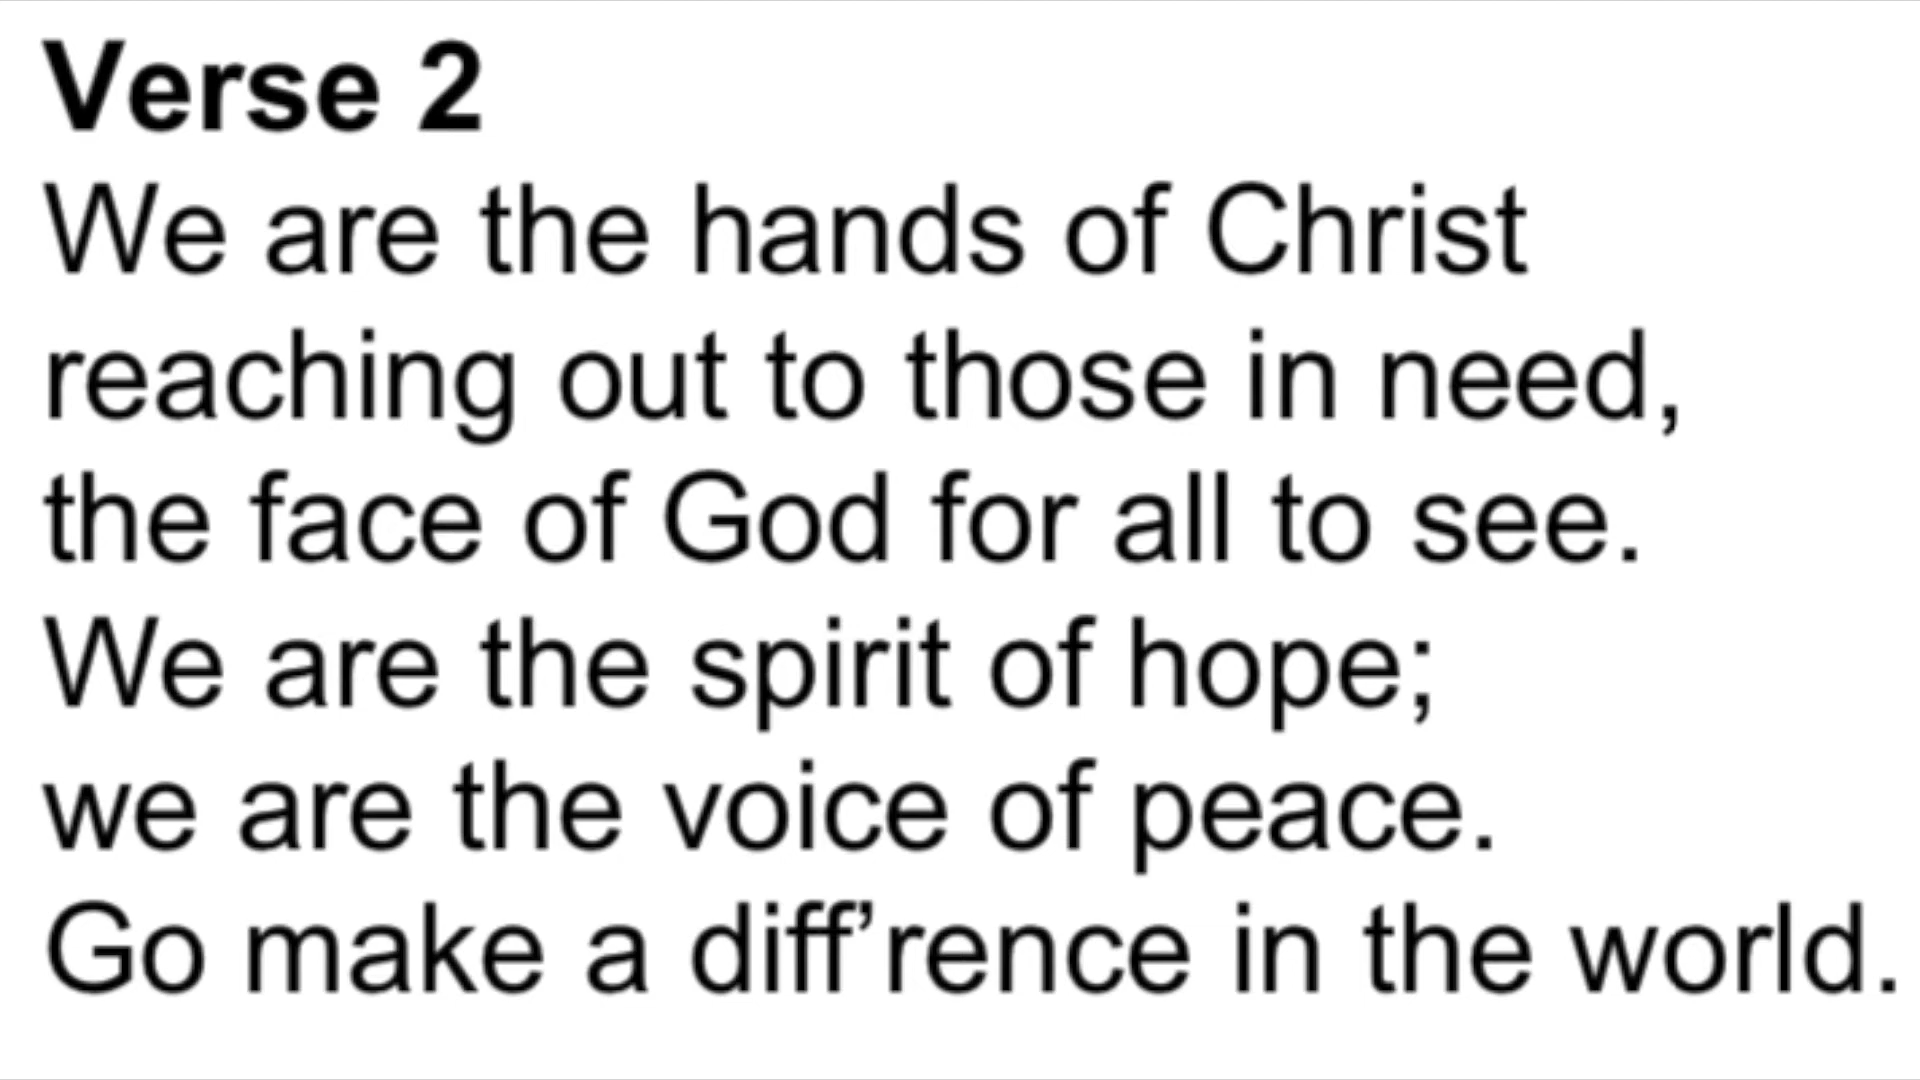 Verse 2
We are the hands of Christ
reaching out to those in need,
the face of God for all to see.
We are the spirit of hope;
we are the voice of peace.
Go make a diff’rence in the world.